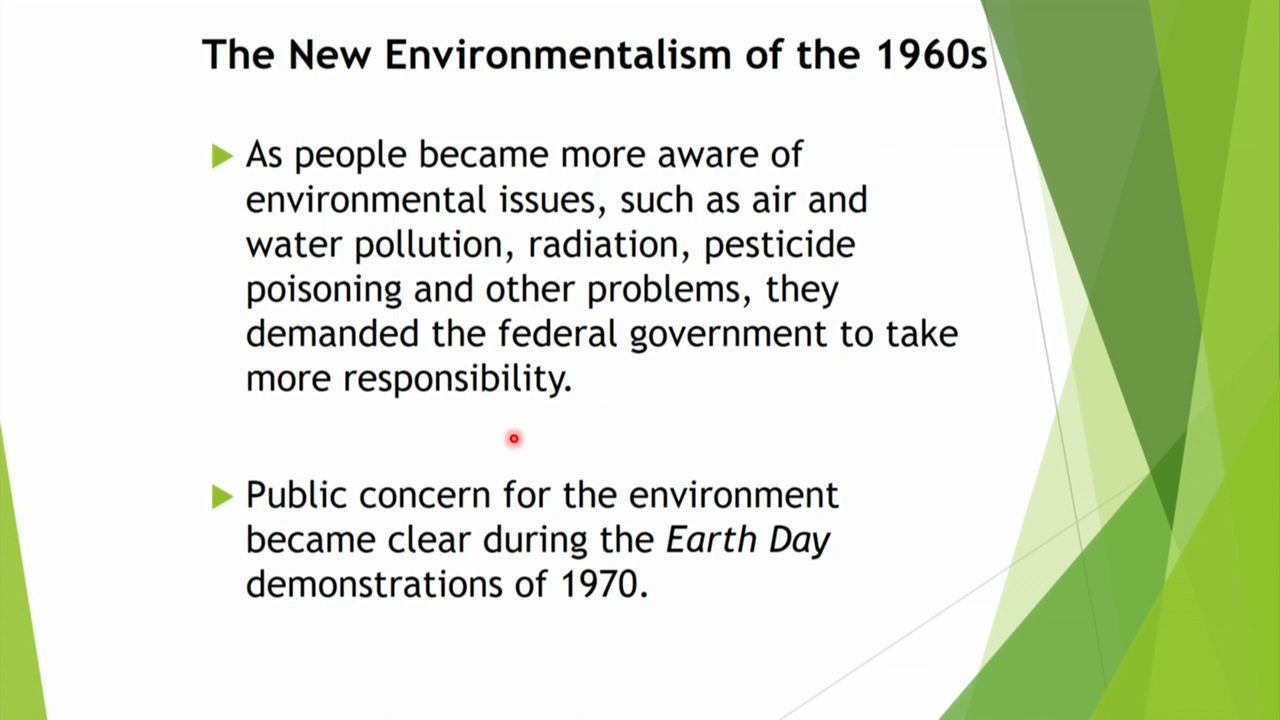 The New Environmentalism of the 1960s
As people became more aware of
environmental issues, such as air and
water pollution, radiation, pesticide
poisoning and other problems, they
demanded the federal government to take
more responsibility.
Public concern for the environment
became clear during the Earth Day
demonstrations of 1970.